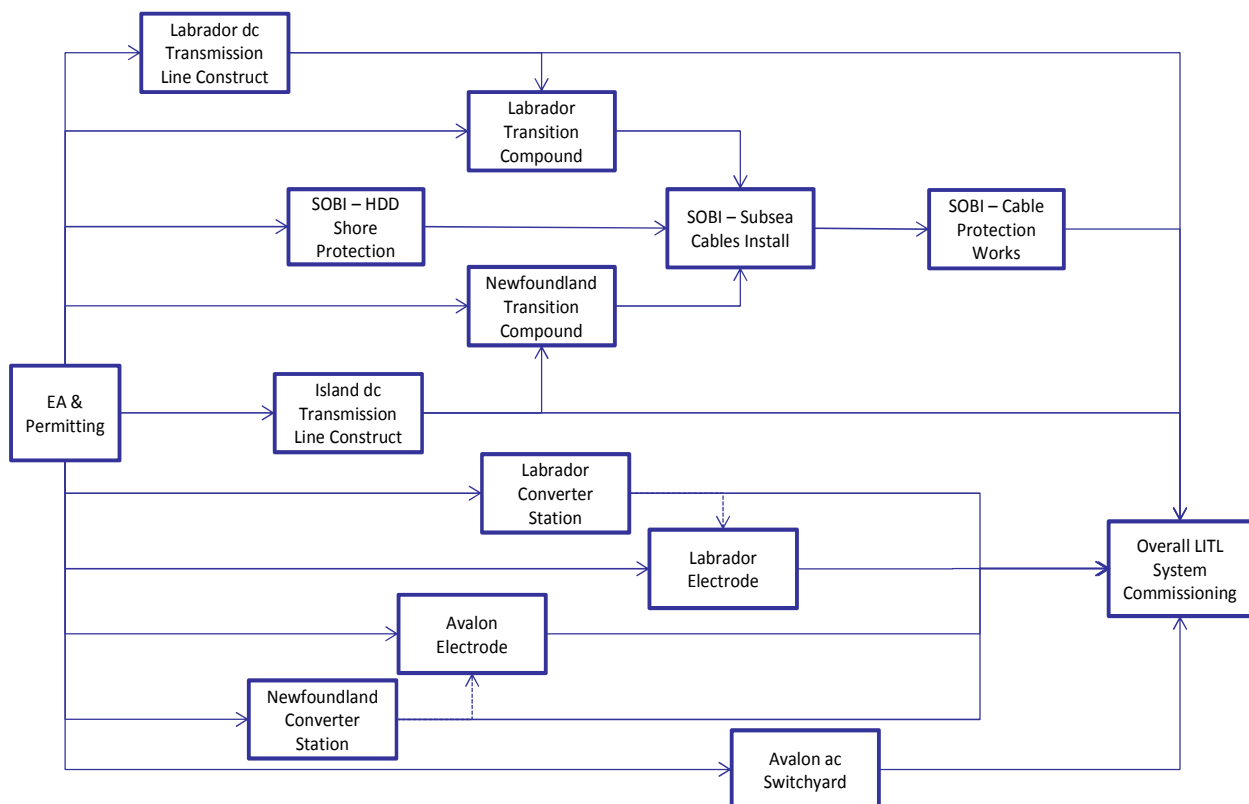 Labrador dc
Transmission
Line Construct
Labrador
Transition
Compound
SOBI – HDD
Shore
Protection
SOBI – Subsea
Cables Install
SOBI – Cable
Protection
Works
Newfoundland
Transition
Compound
EA &
Permitting
Island dc
Transmission
Line Construct
Labrador
Converter
Station
Labrador
Electrode
Overall LITL
System
Commissioning
Avalon
Electrode
Newfoundland
Converter
Station
Avalon ac
Switchyard